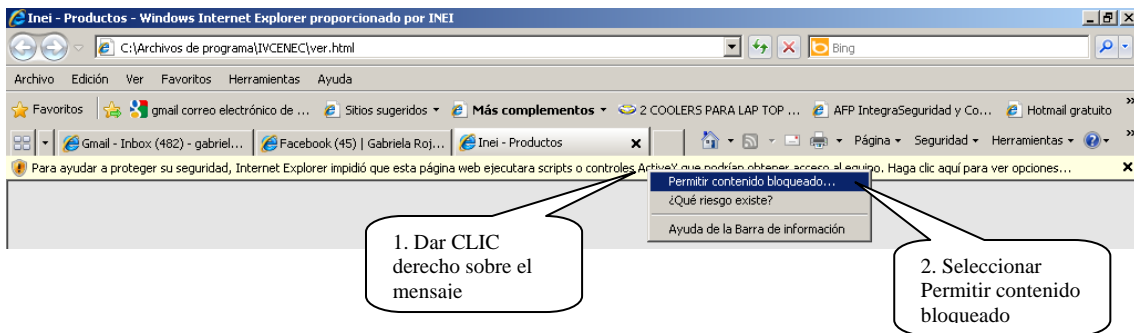 Inei - Productos - Windows Internet Explorer proporcionado por INEI
C:\Archivos de programa\IVCENEC\ver.html
Bing
Archivo Edición Ver Favoritos Herramientas Ayuda
Favoritos gmail correo electrónico de ... Sitios sugeridos Más complementos 2 COOLERS PARA LAP TOP ... AFP IntegraSeguridad y Co... Hotmail gratuito »
Gmail - Inbox (482) - gabriel... Facebook (45) | Gabriela Roj... Inei - Productos Página Seguridad Herramientas »
Para ayudar a proteger su seguridad, Internet Explorer impidió que esta página web ejecutara scripts o controles ActiveX que podrían obtener acceso al equipo. Haga clic aquí para ver opciones...
Permitir contenido bloqueado...
¿Qué riesgo existe?
Ayuda de la Barra de información
1. Dar CLIC
derecho sobre el
mensaje
2. Seleccionar
Permitir contenido
bloqueado